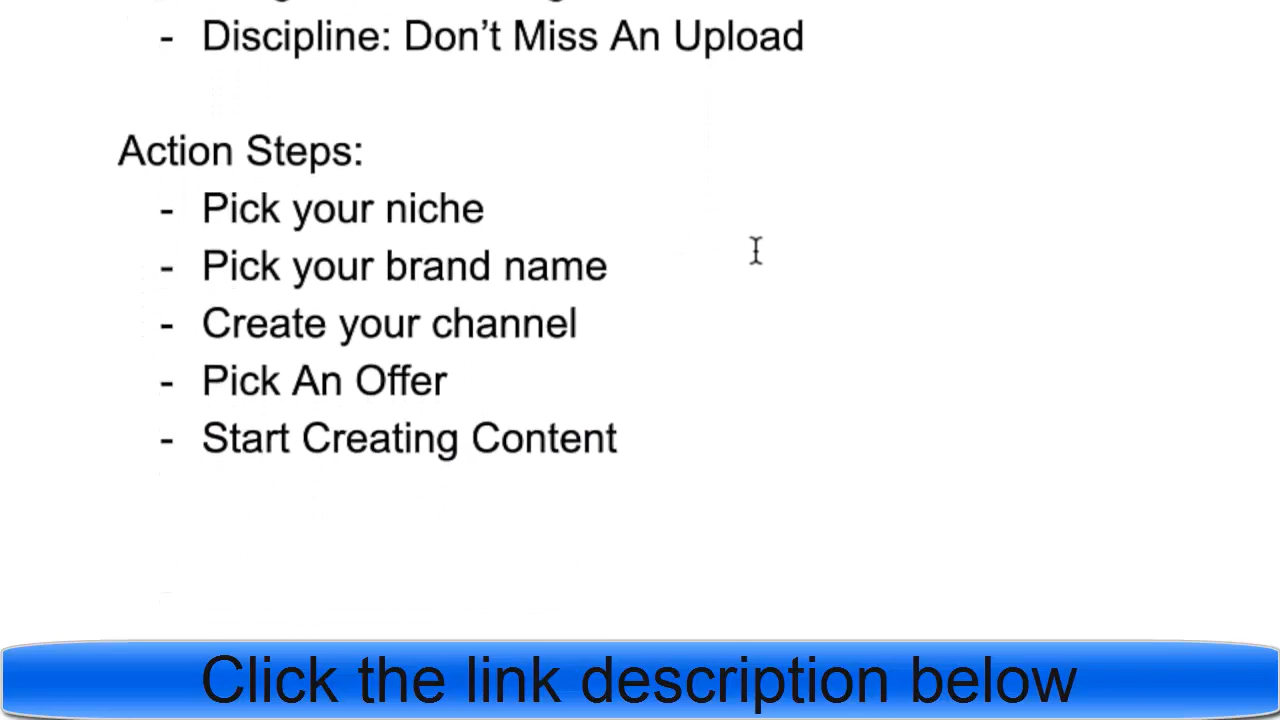 - Discipline: Don’t Miss An Upload
Action Steps:
- Pick your niche
- Pick your brand name
- Create your channel
- Pick An Offer
- Start Creating Content
Click the link description below